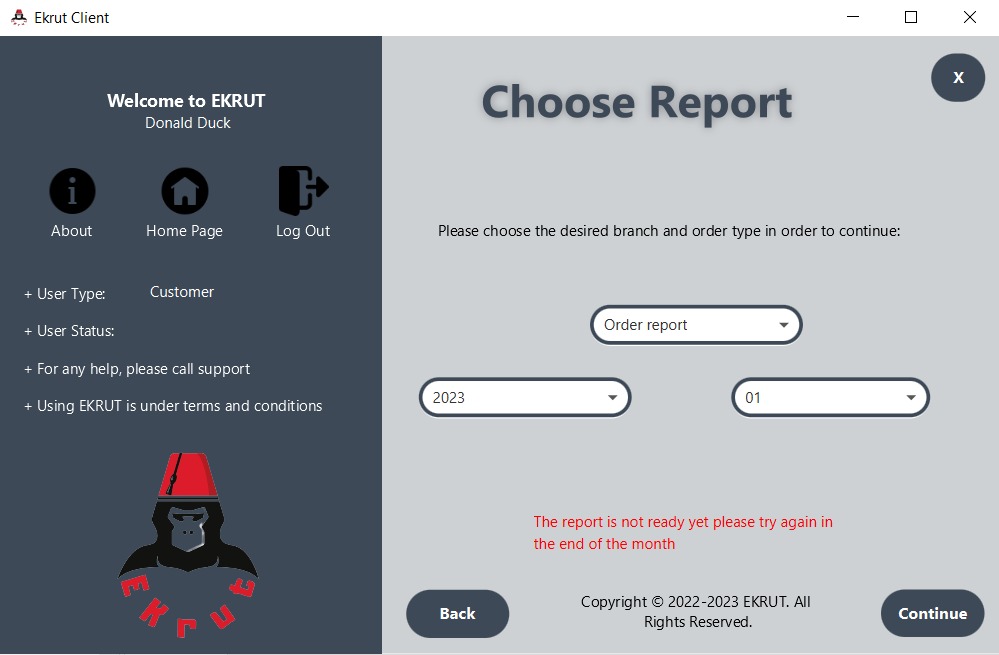 Ekrut Client
Welcome to EKRUT
Donald Duck
About
Home Page
Log Out
+ User Type:
Customer
+ User Status:
+ For any help, please call support
+ Using EKRUT is under terms and conditions
EKrUT
X
Choose Report
Please choose the desired branch and order type in order to continue:
Order report
2023
01
The report is not ready yet please try again in
the end of the month
Back
Copyright © 2022-2023 EKRUT. All
Rights Reserved.
Continue